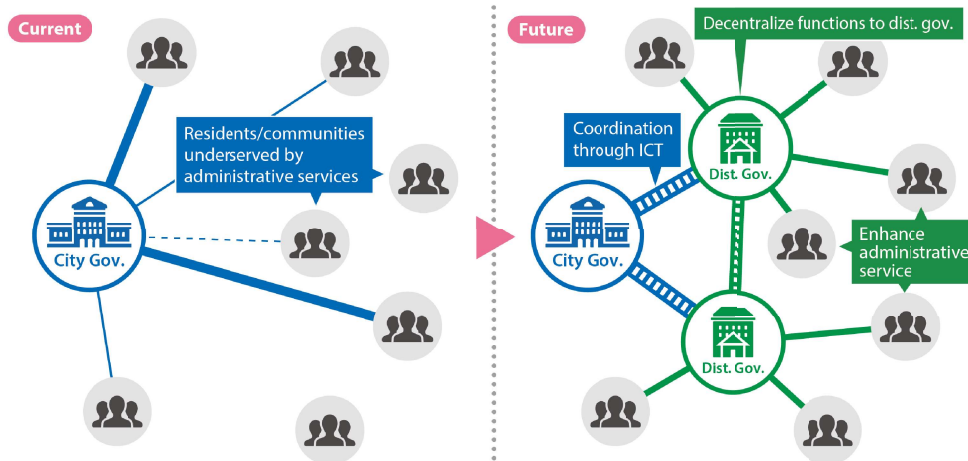 Current
Residents/communities
underserved by
administrative services
City Gov.
Future
Decentralize functions to dist. gov.
Coordination
through ICT
Dist. Gov.
City Gov.
Enhance
administrative
service
Dist. Gov.